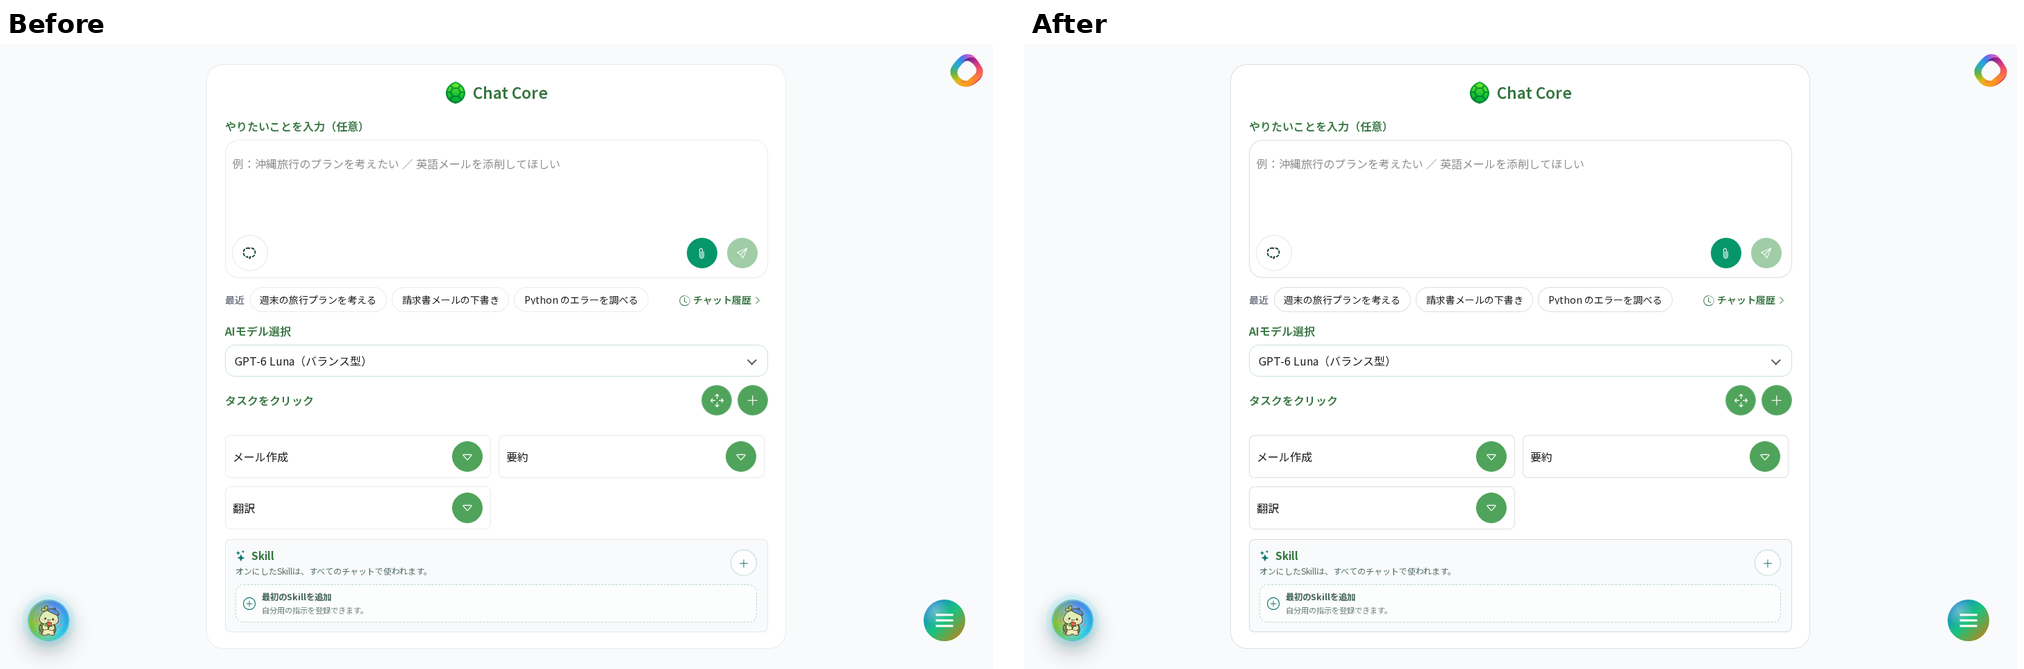 Before
Chat Core
やりたいことを入力（任意）
例：沖縄旅行のプランを考えたい ／ 英語メールを添削してほしい
最近 週末の旅行プランを考える 請求書メールの下書き Python のエラーを調べる チャット履歴
AIモデル選択
GPT-6 Luna（バランス型）
タスクをクリック
メール作成 要約
翻訳
Skill
オンにしたSkillは、すべてのチャットで使われます。
最初のSkillを追加
自分用の指示を登録できます。
After
Chat Core
やりたいことを入力（任意）
例：沖縄旅行のプランを考えたい ／ 英語メールを添削してほしい
最近 週末の旅行プランを考える 請求書メールの下書き Python のエラーを調べる チャット履歴
AIモデル選択
GPT-6 Luna（バランス型）
タスクをクリック
メール作成 要約
翻訳
Skill
オンにしたSkillは、すべてのチャットで使われます。
最初のSkillを追加
自分用の指示を登録できます。